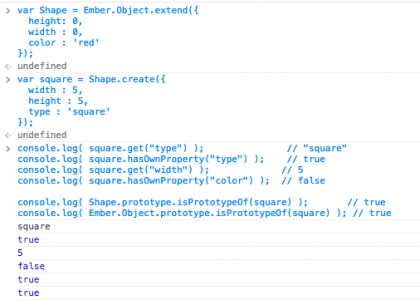 > var Shape = Ember.Object.extend({
height: 0,
width : 0,
color : 'red'
});
< undefined
> var square = Shape.create({
width : 5,
height : 5,
type : 'square'
});
< undefined
> console.log( square.get("type") ); // "square"
console.log( square.hasOwnProperty("type") ); // true
console.log( square.get("width") ); // 5
console.log( square.hasOwnProperty("color") ); // false
console.log( Shape.prototype.isPrototypeOf(square) ); // true
console.log( Ember.Object.prototype.isPrototypeOf(square) ); // true
square
true
5
false
true
true